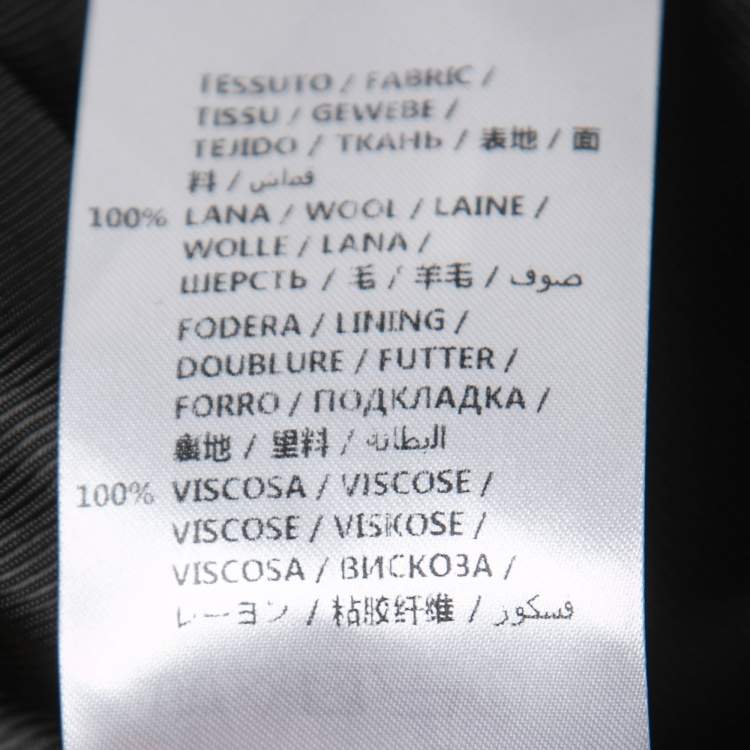 TESSUTO / FABRIC /
TISSU / GEWEBE /
TEJIDO / ТКАНЬ / 表地 / 面
料 / قماش
100% LANA / WOOL / LAINE /
WOLLE / LANA /
ШЕРСТЬ / 毛 / 羊毛 / صوف
FODERA / LINING /
DOUBLURE / FUTTER /
FORRO / ПОДКЛАДКА /
裏地 / 里料 / البطانة
100% VISCOSA / VISCOSE /
VISCOSE / VISKOSE /
VISCOSA / ВИСКОЗА /
レーヨン / 粘胶纤维 / فسكوز